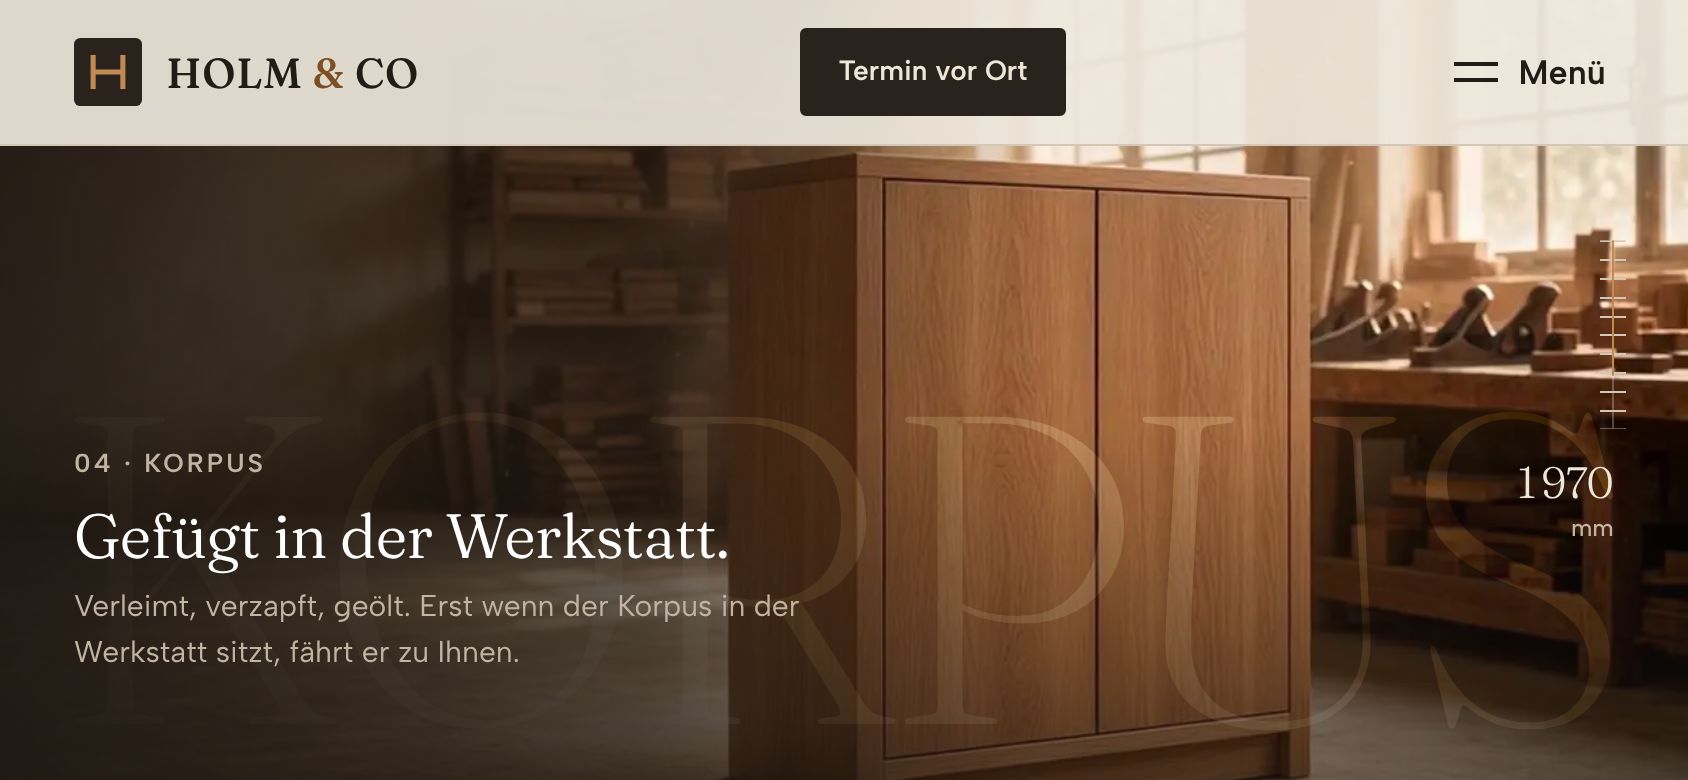 H HOLM & CO
Termin vor Ort
Menü
04 · KORPUS
Gefügt in der Werkstatt.
Verleimt, verzapft, geölt. Erst wenn der Korpus in der
Werkstatt sitzt, fährt er zu Ihnen.
KORPUS
1970
mm